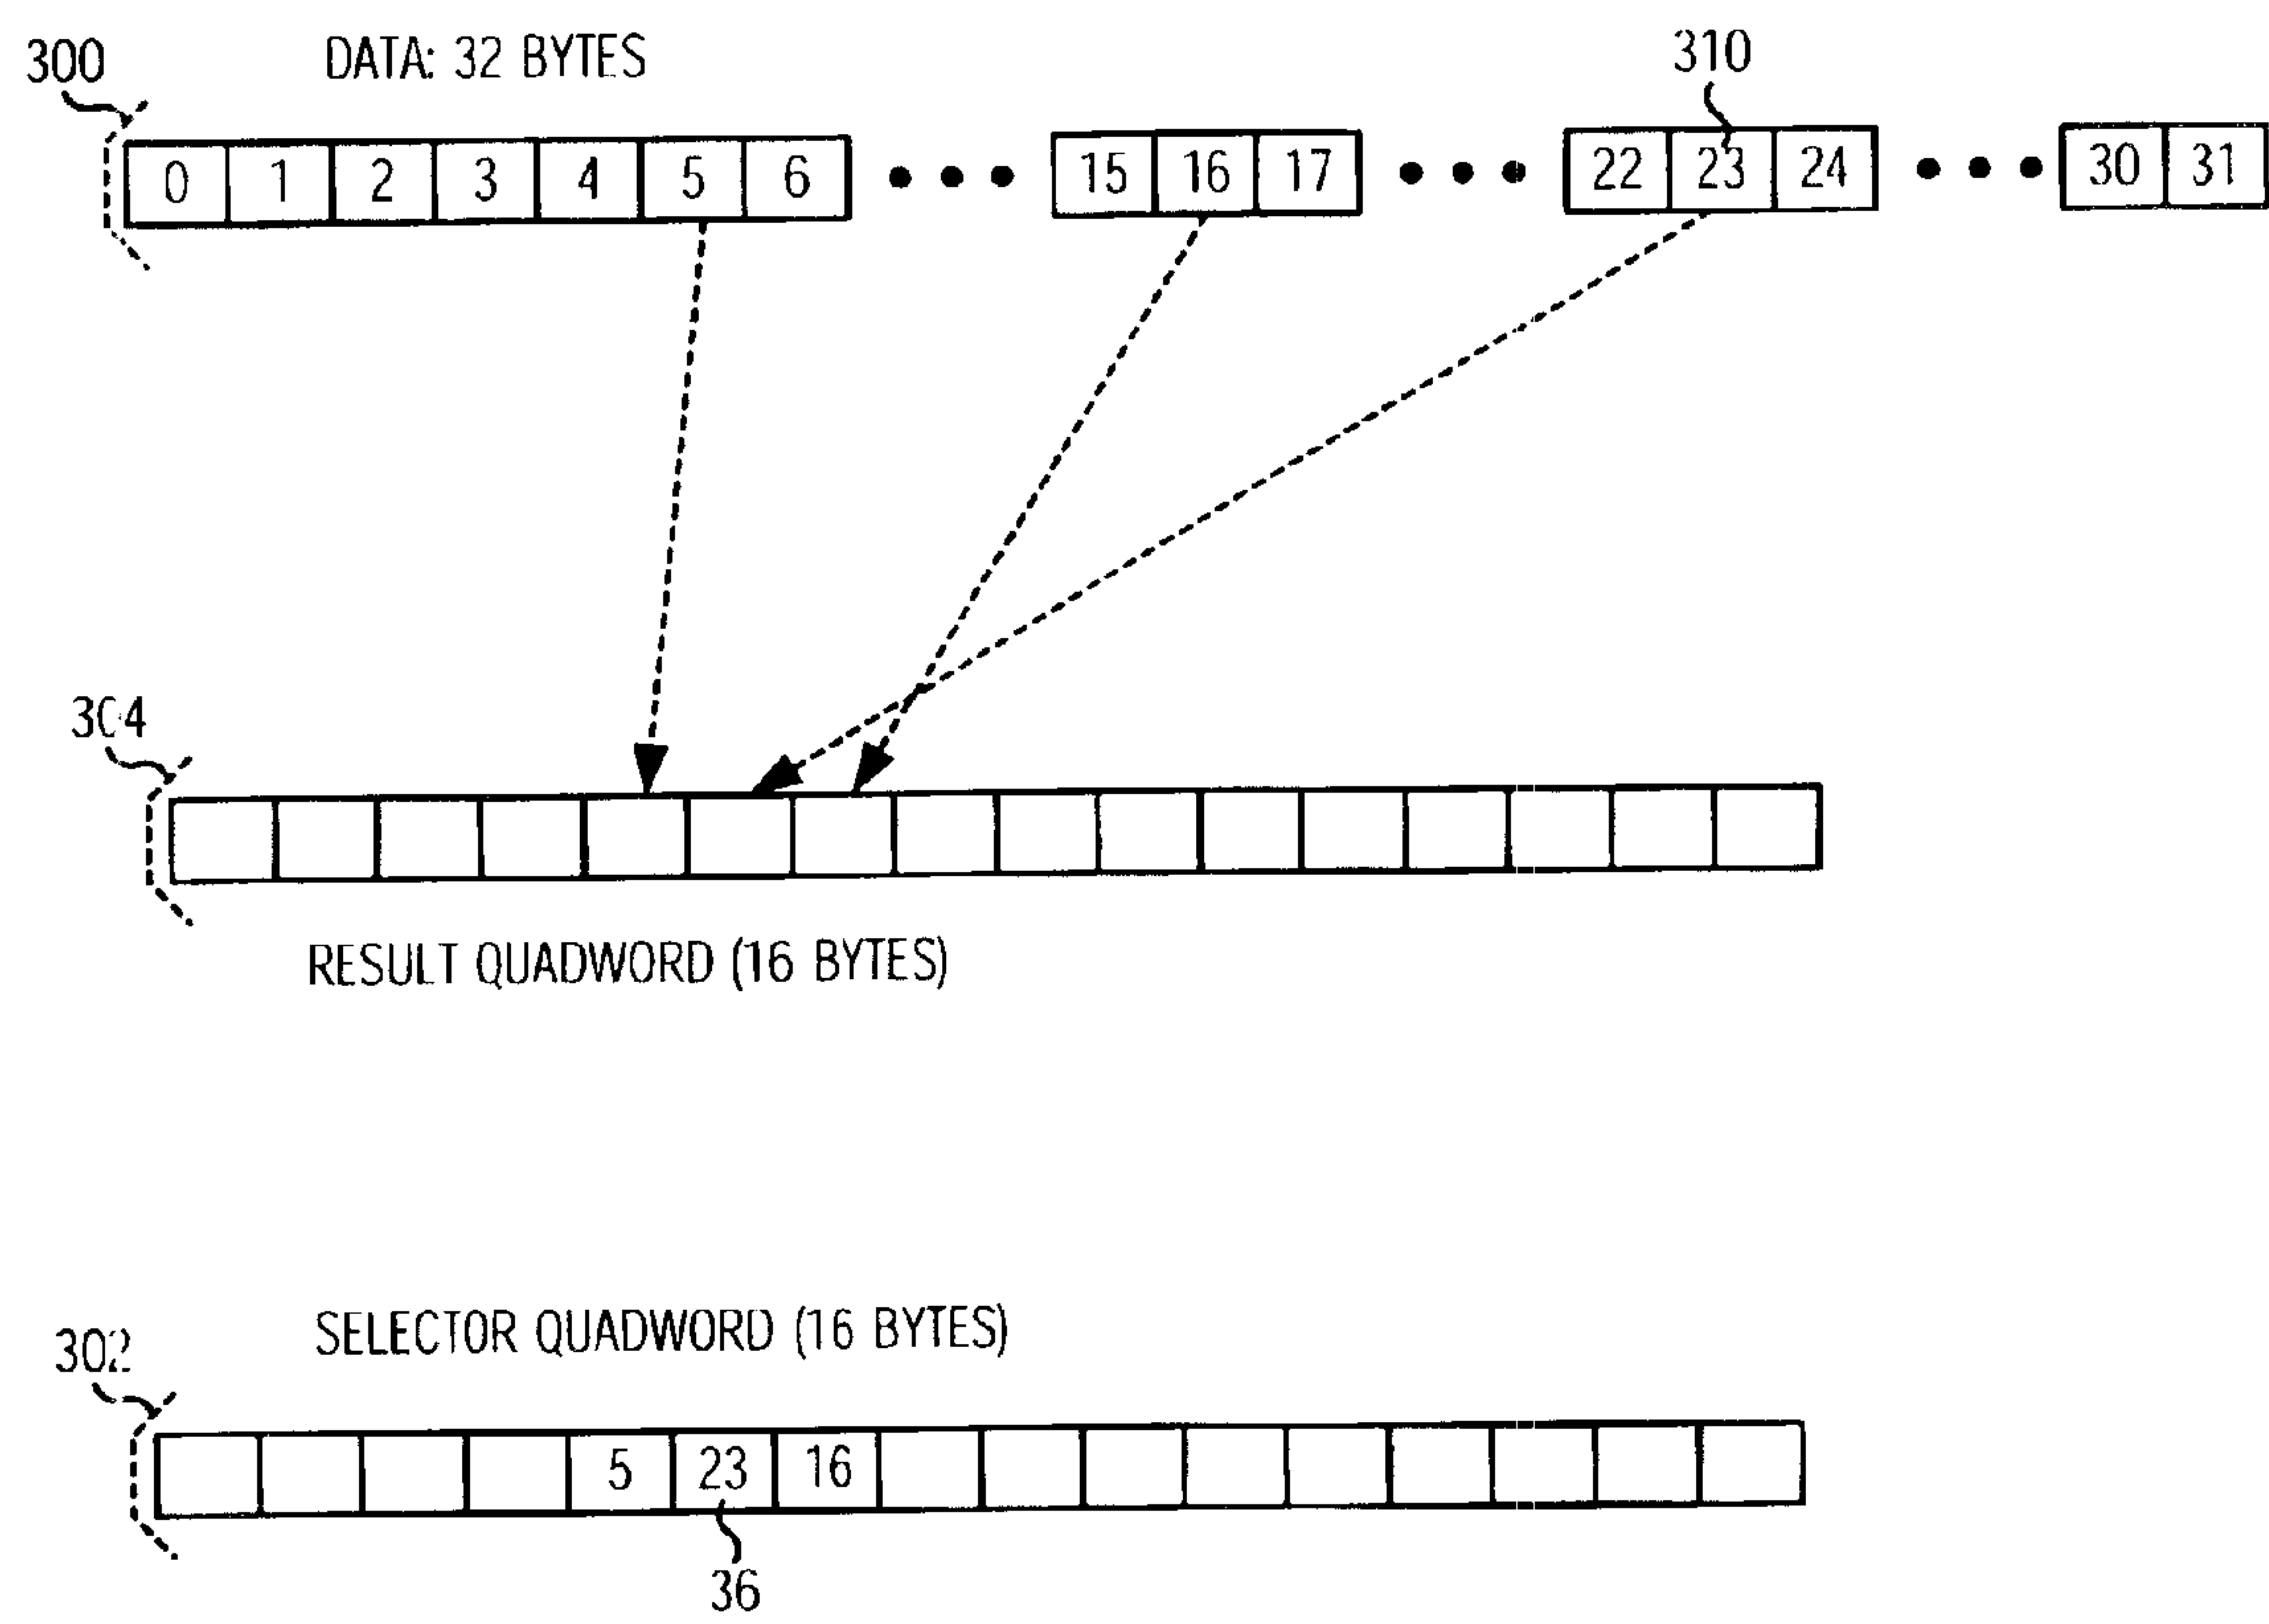 300
DATA: 32 BYTES
310
0 1 2 3 4 5 6 15 16 17 22 23 24 30 31
304
RESULT QUADWORD (16 BYTES)
SELECTOR QUADWORD (16 BYTES)
302
5 23 16
36